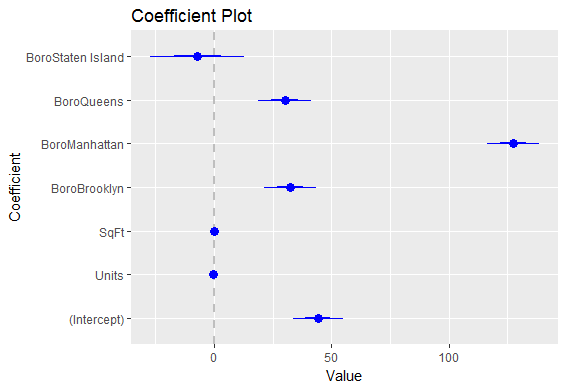 Coefficient Plot
BoroStaten Island
BoroQueens
BoroManhattan
BoroBrooklyn
SqFt
Units
(Intercept)
Coefficient
0 50 100
Value